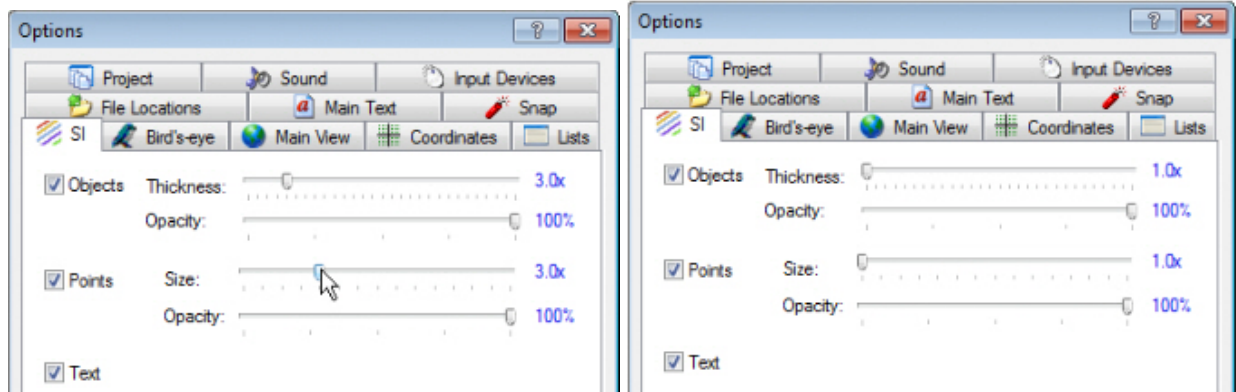 Options
Project Sound Input Devices
File Locations Main Text Snap
SI Bird's-eye Main View Coordinates Lists
Objects Thickness: 3.0x
Opacity: 100%
Points Size: 3.0x
Opacity: 100%
Text
Options
Project Sound Input Devices
File Locations Main Text Snap
SI Bird's-eye Main View Coordinates Lists
Objects Thickness: 1.0x
Opacity: 100%
Points Size: 1.0x
Opacity: 100%
Text